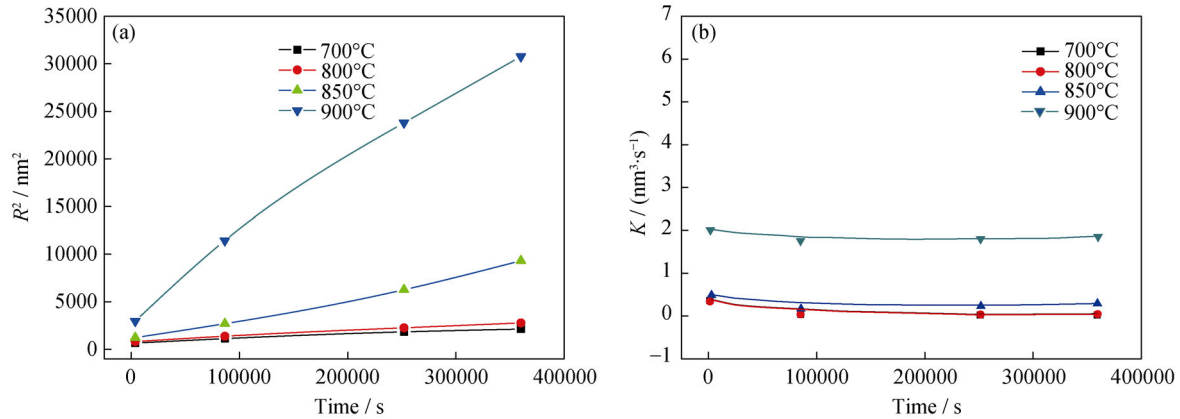 (a)
700°C
800°C
850°C
900°C
35000
30000
25000
20000
15000
10000
5000
0
R² / nm²
0 100000 200000 300000 400000
Time / s
(b)
700°C
800°C
850°C
900°C
7
6
5
4
3
2
1
0
−1
K / (nm³·s⁻¹)
0 100000 200000 300000 400000
Time / s